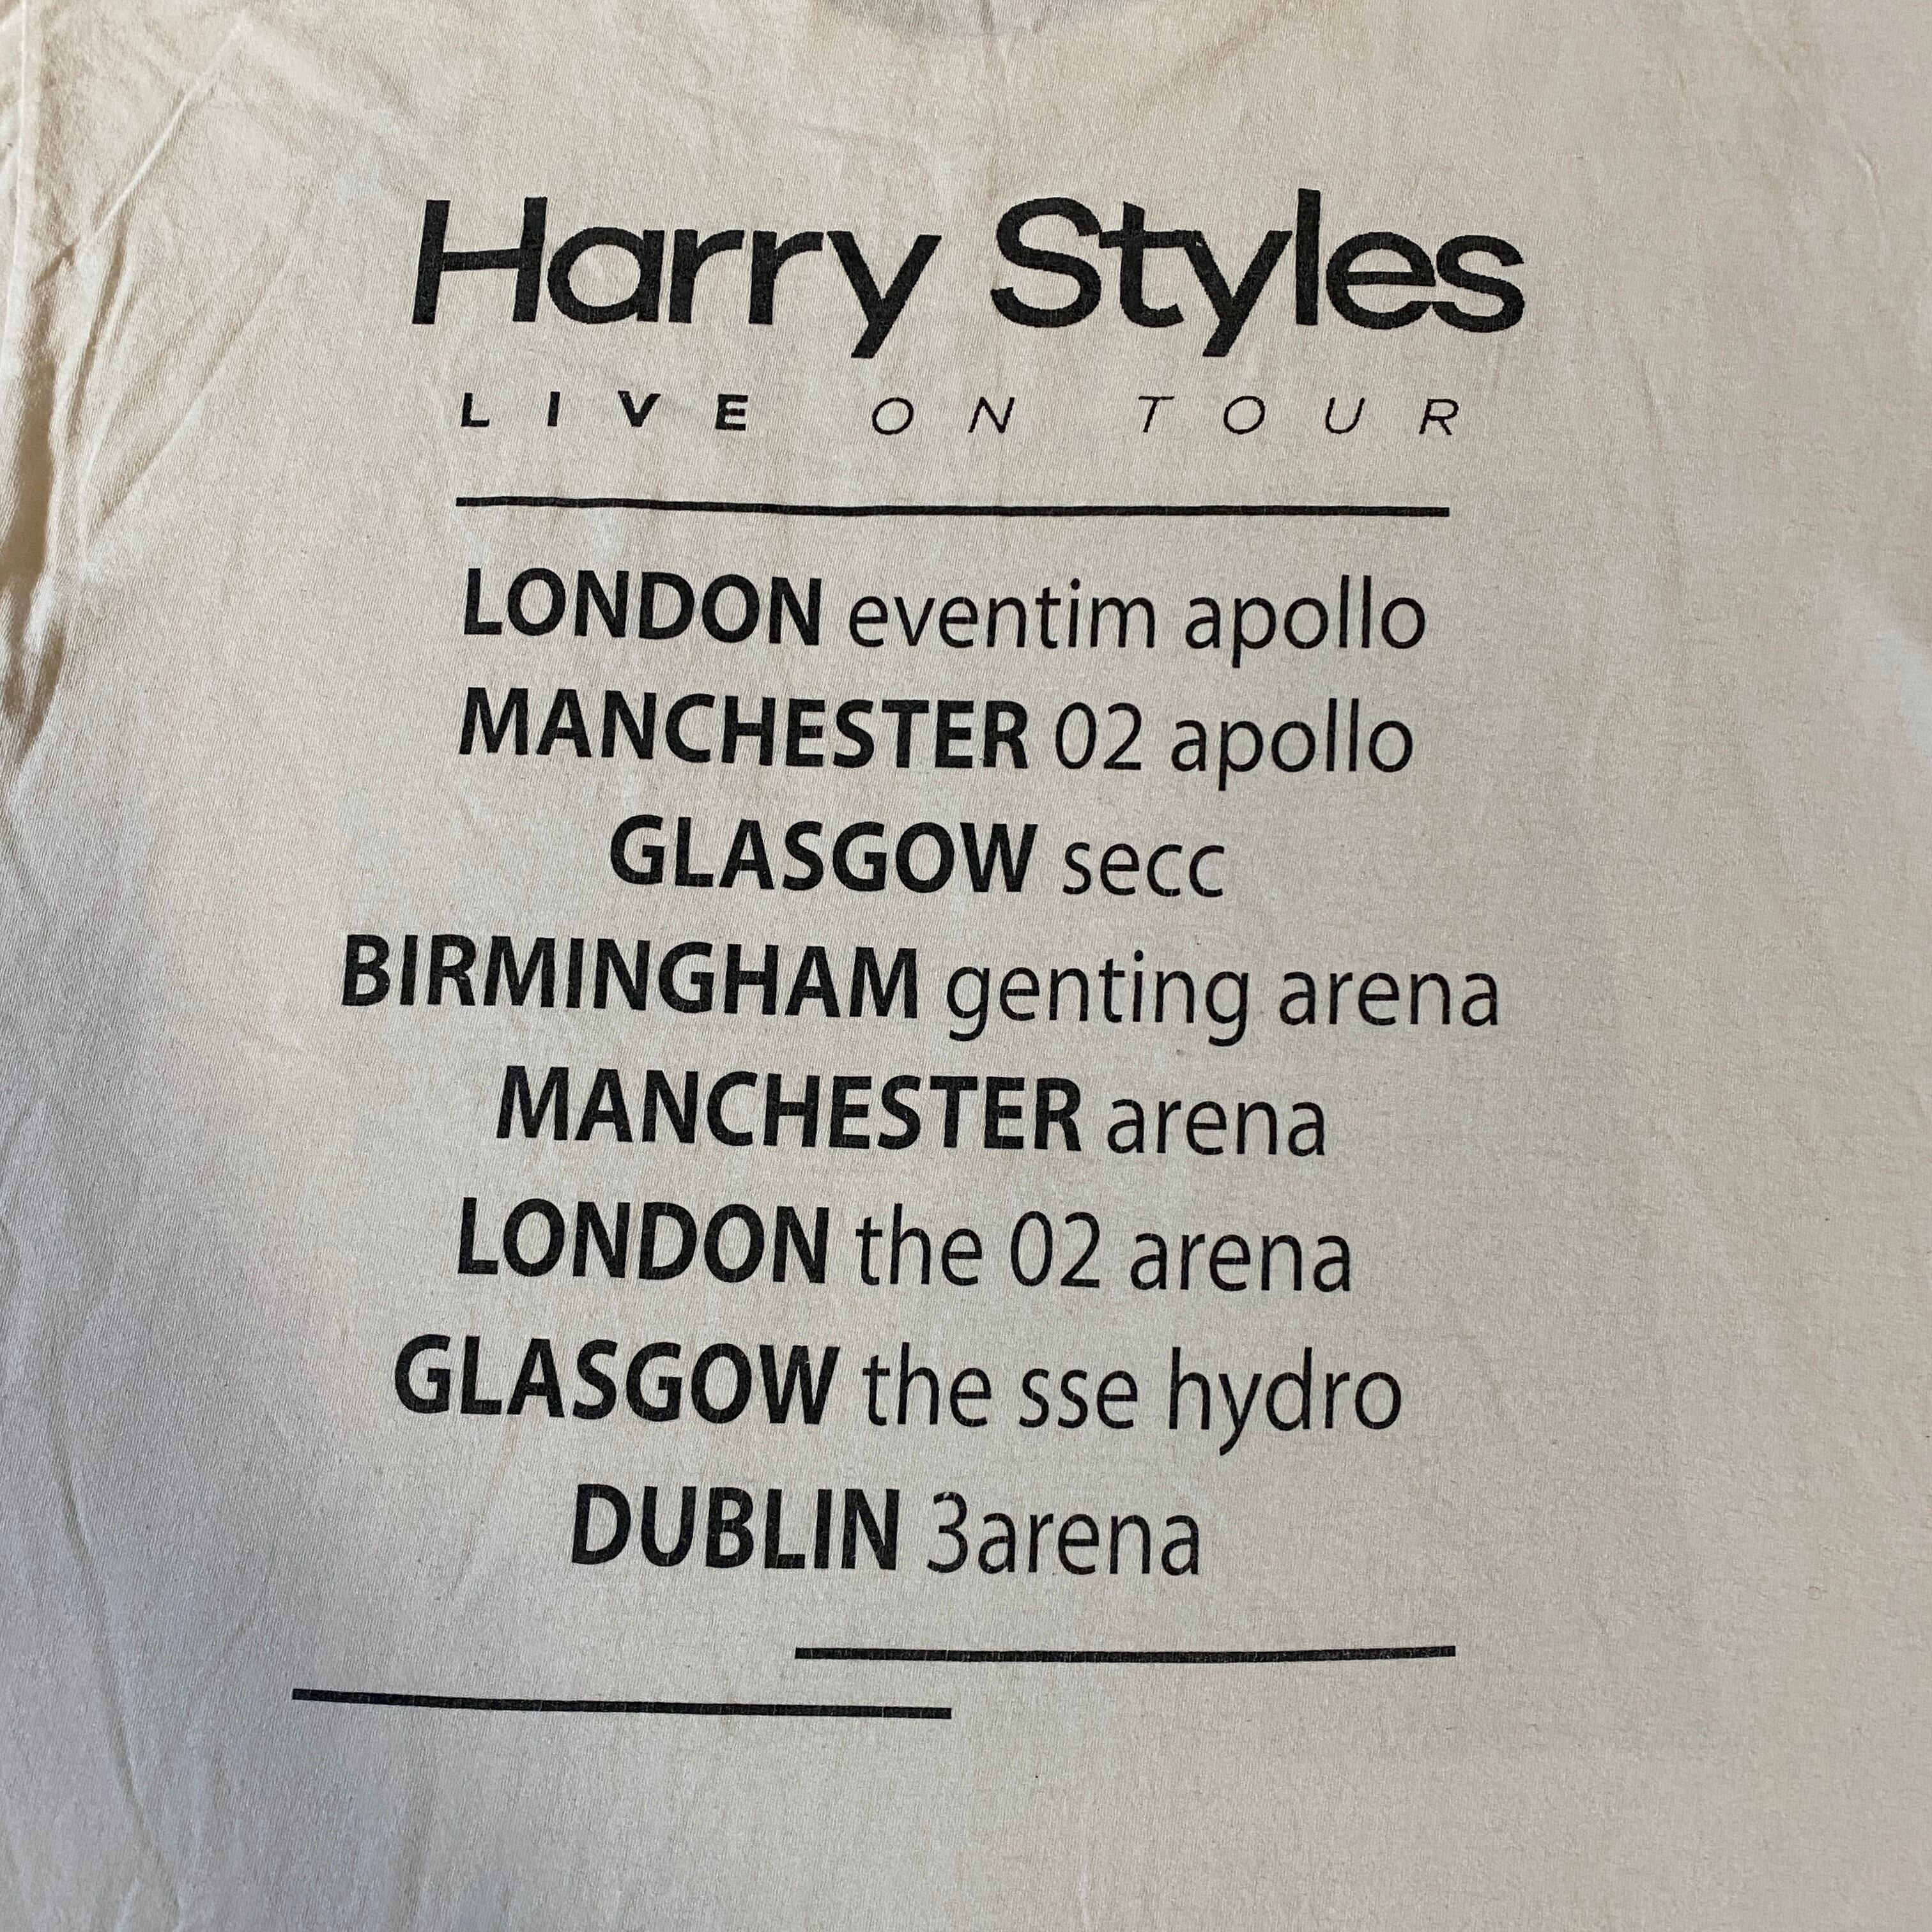 Harry Styles
LIVE ON TOUR
LONDON eventim apollo
MANCHESTER 02 apollo
GLASGOW secc
BIRMINGHAM genting arena
MANCHESTER arena
LONDON the 02 arena
GLASGOW the sse hydro
DUBLIN 3arena